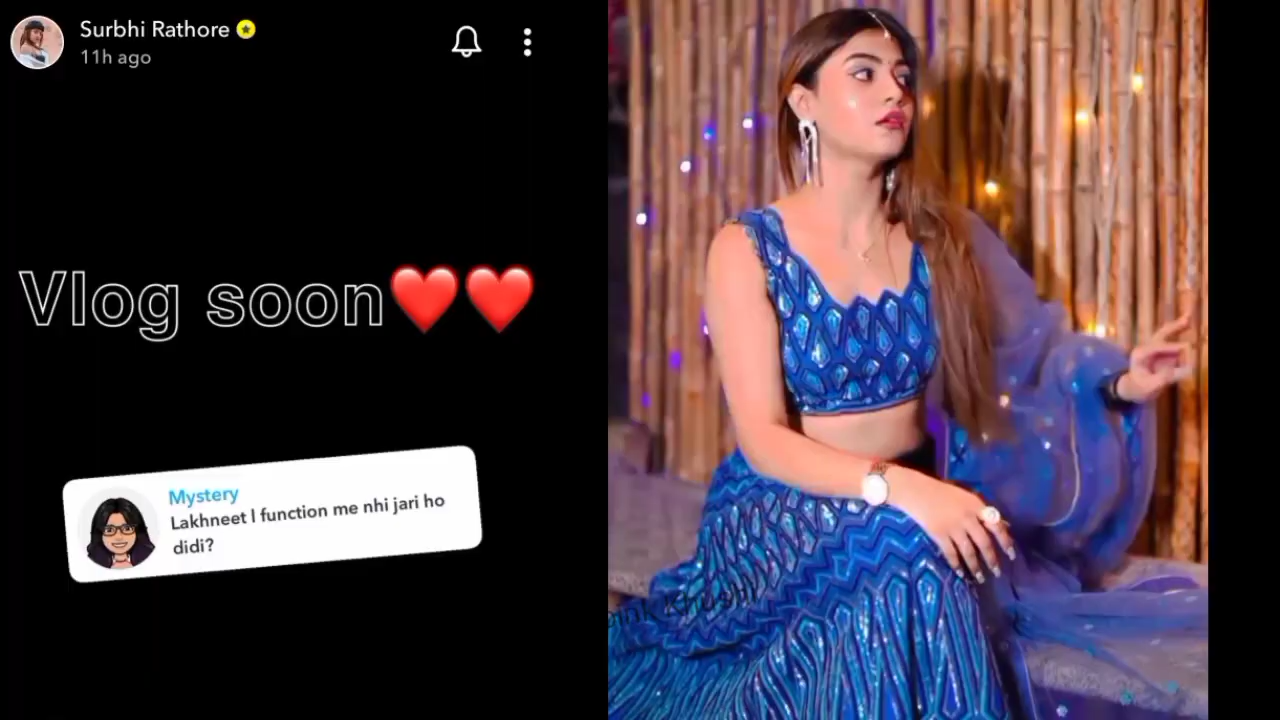 Surbhi Rathore
11h ago
Vlog soon❤️❤️
Mystery
Lakhneet I function me nhi jari ho
didi?